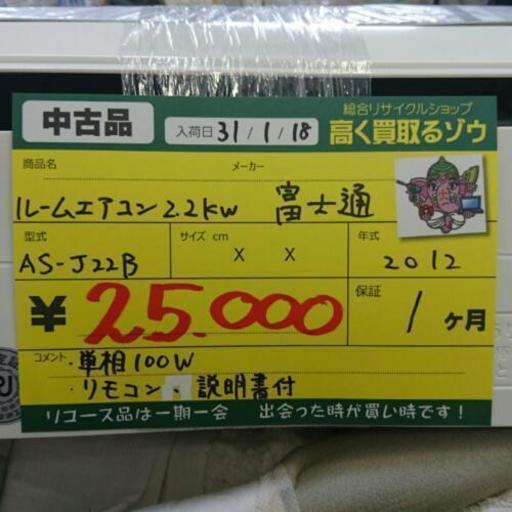 中古品
入荷日 31/1/18
総合リサイクルショップ
高く買取るゾウ
商品名
メーカー
ルームエアコン2.2kw 富士通
型式
サイズ cm
年式
AS-J22B
X X
2012
¥25.000
保証
1ヶ月
コメント ・単相100W
・リモコン・説明書付
リユース品は一期一会 出会った時が買い時です!